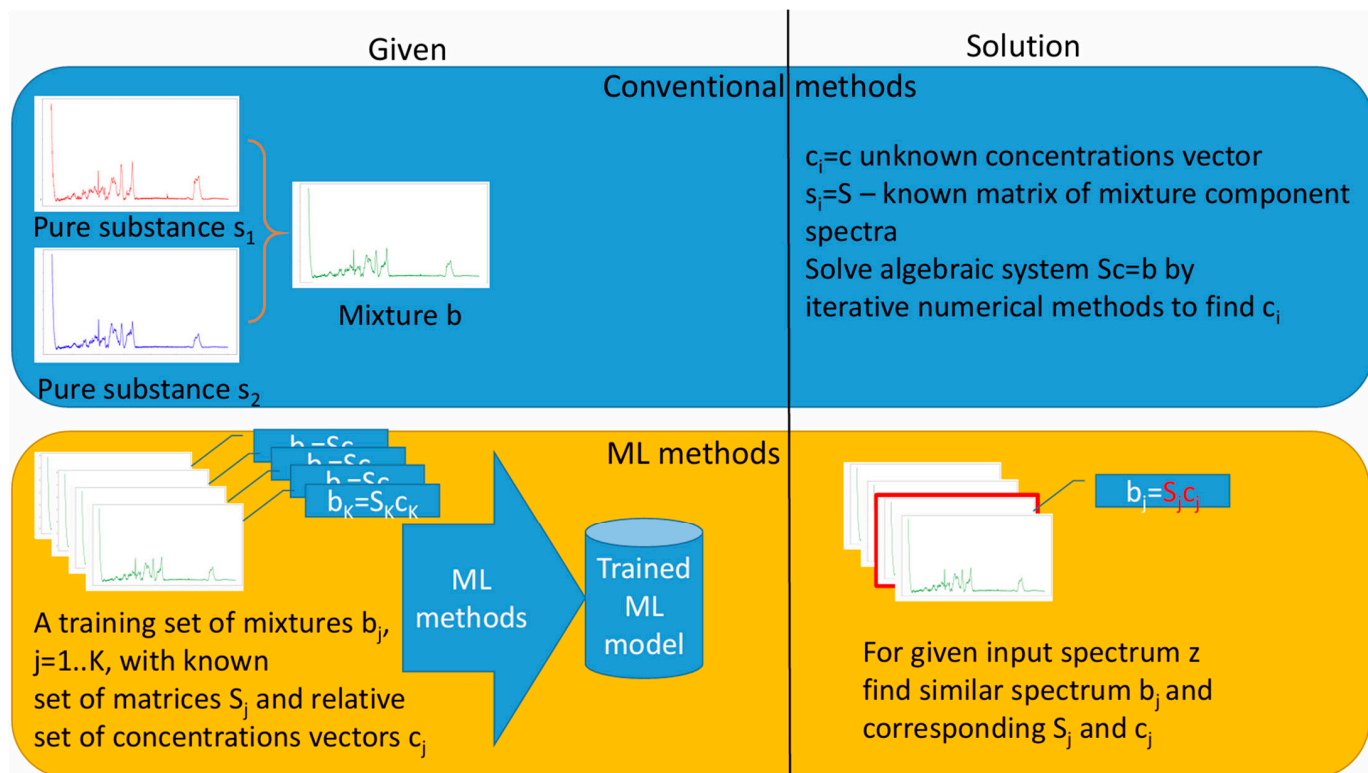 Given
Solution
Conventional methods
Pure substance s₁
Pure substance s₂
Mixture b
cᵢ=c unknown concentrations vector
sᵢ=S – known matrix of mixture component
spectra
Solve algebraic system Sc=b by
iterative numerical methods to find cᵢ
ML methods
b_K=S_Kc_K
A training set of mixtures bⱼ,
j=1..K, with known
set of matrices Sⱼ and relative
set of concentrations vectors cⱼ
ML
methods
Trained
ML
model
bⱼ=Sⱼcⱼ
For given input spectrum z
find similar spectrum bⱼ and
corresponding Sⱼ and cⱼ